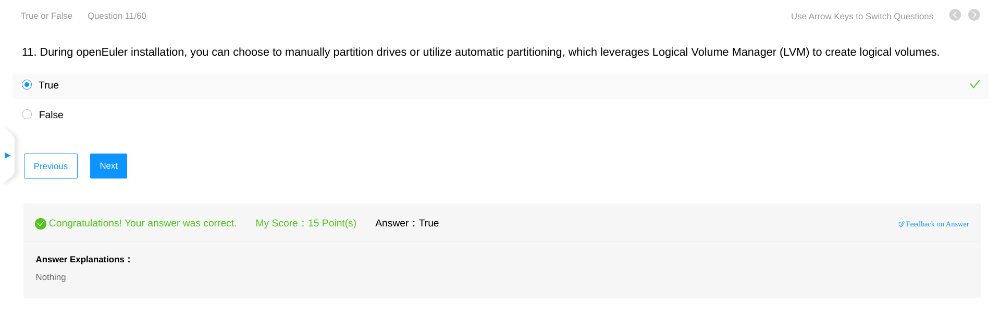 True or False Question 11/60 Use Arrow Keys to Switch Questions
11. During openEuler installation, you can choose to manually partition drives or utilize automatic partitioning, which leverages Logical Volume Manager (LVM) to create logical volumes.
True
False
Previous Next
Congratulations! Your answer was correct. My Score：15 Point(s) Answer：True Feedback on Answer
Answer Explanations：
Nothing